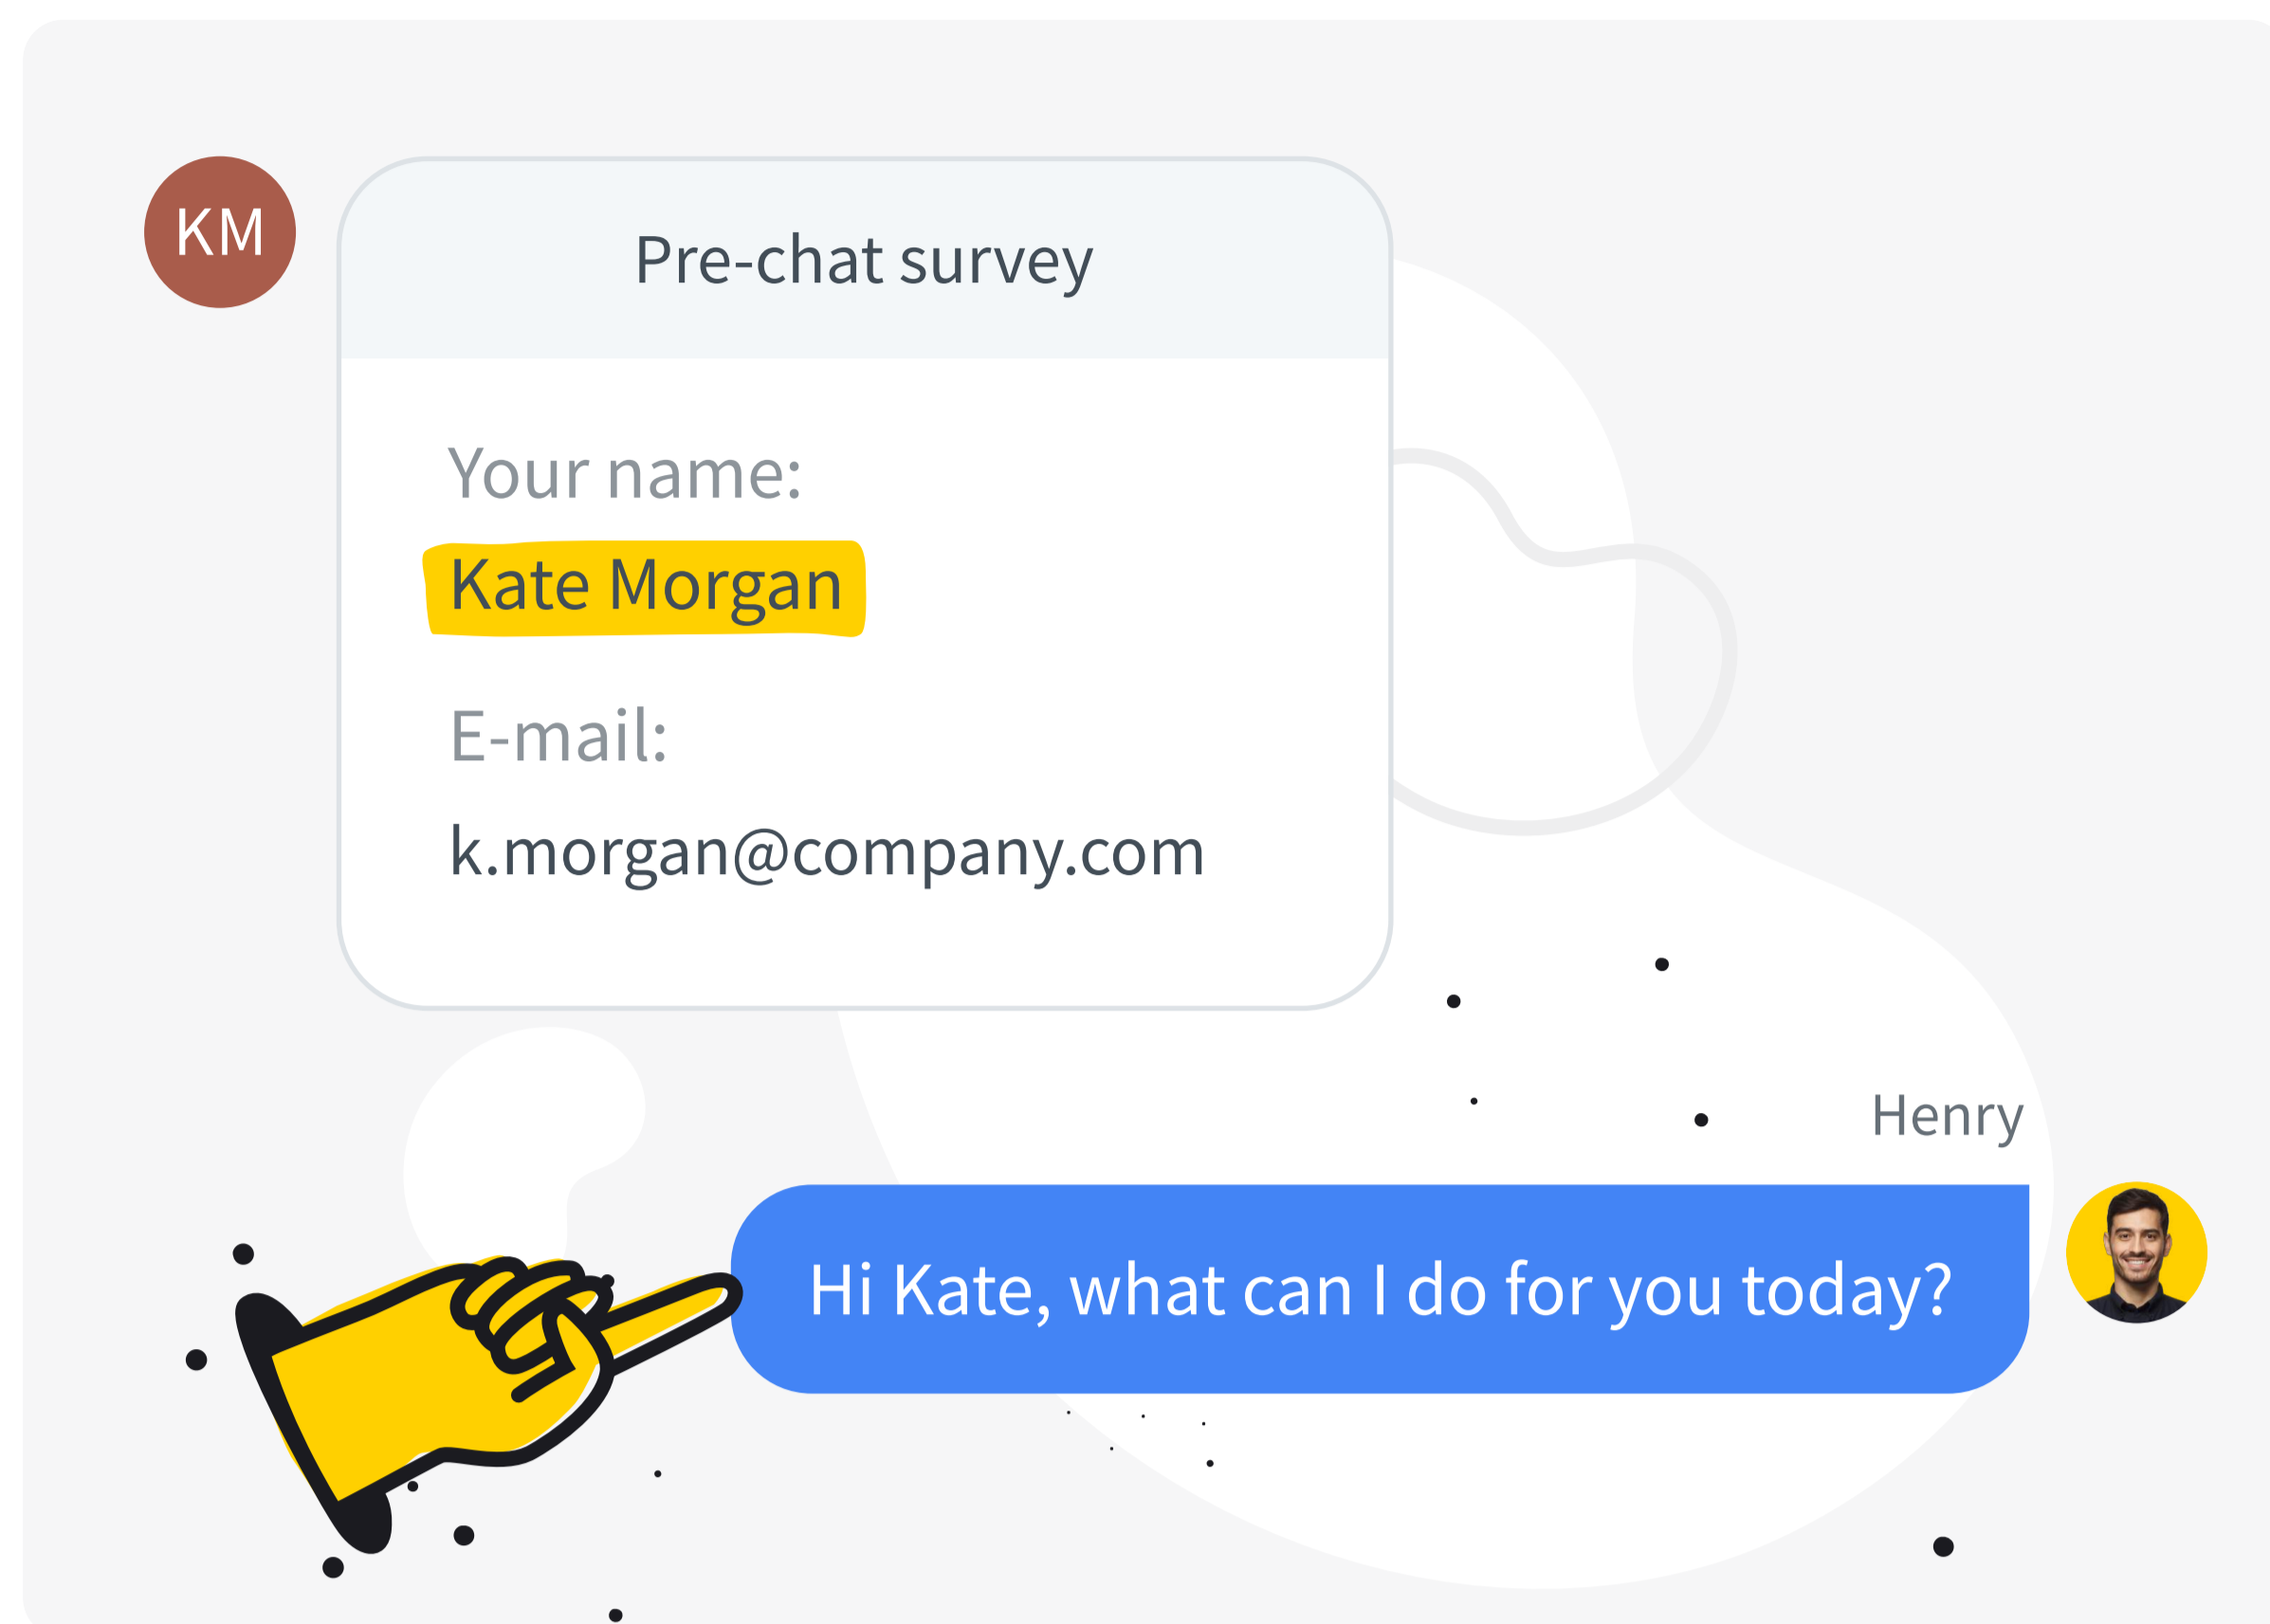 KM
Pre-chat survey
Your name:
Kate Morgan
E-mail:
k.morgan@company.com
Henry
Hi Kate, what can I do for you today?